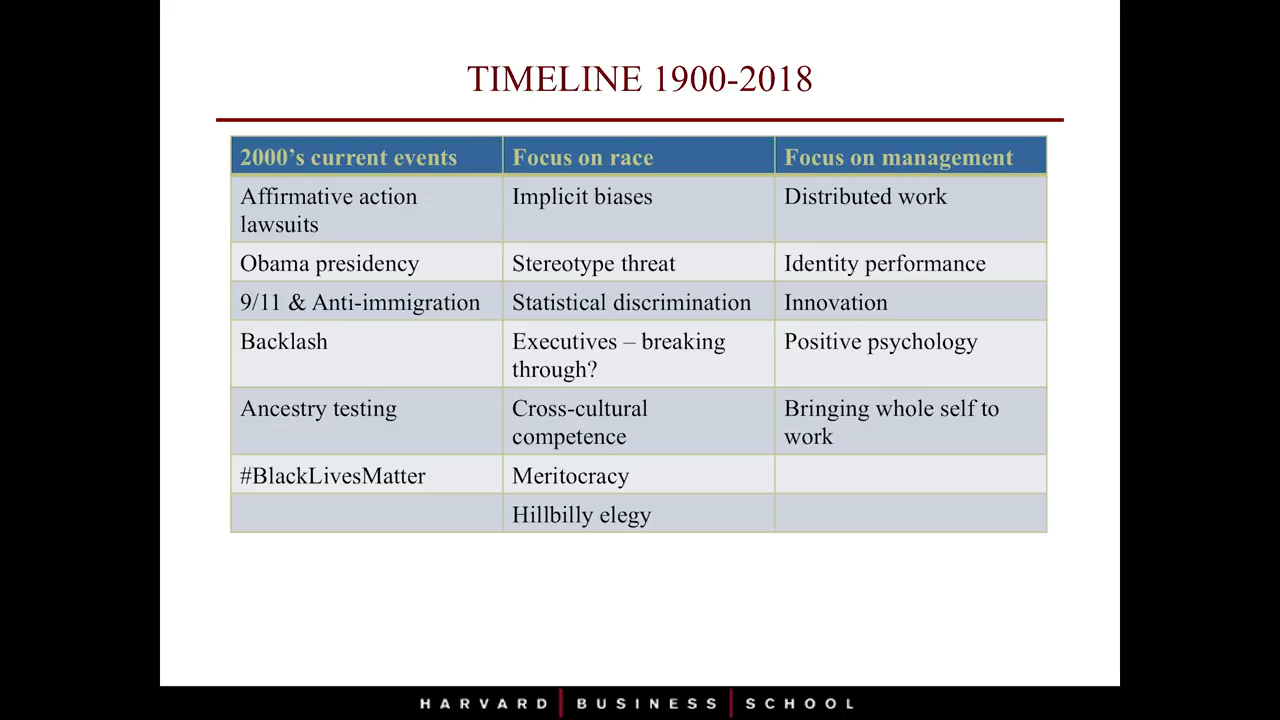 TIMELINE 1900-2018
2000’s current events
Focus on race
Focus on management
Affirmative action
lawsuits
Implicit biases
Distributed work
Obama presidency
Stereotype threat
Identity performance
9/11 & Anti-immigration
Statistical discrimination
Innovation
Backlash
Executives – breaking
through?
Positive psychology
Ancestry testing
Cross-cultural
competence
Bringing whole self to
work
#BlackLivesMatter
Meritocracy
Hillbilly elegy
HARVARD | BUSINESS | SCHOOL